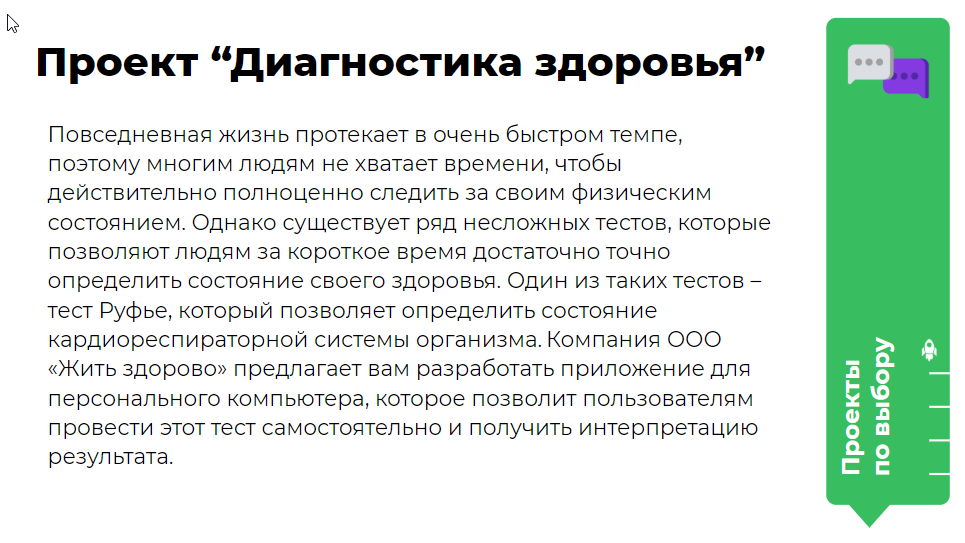 Проект “Диагностика здоровья”
Повседневная жизнь протекает в очень быстром темпе,
поэтому многим людям не хватает времени, чтобы
действительно полноценно следить за своим физическим
состоянием. Однако существует ряд несложных тестов, которые
позволяют людям за короткое время достаточно точно
определить состояние своего здоровья. Один из таких тестов –
тест Руфье, который позволяет определить состояние
кардиореспираторной системы организма. Компания ООО
«Жить здорово» предлагает вам разработать приложение для
персонального компьютера, которое позволит пользователям
провести этот тест самостоятельно и получить интерпретацию
результата.
Проекты
по выбору